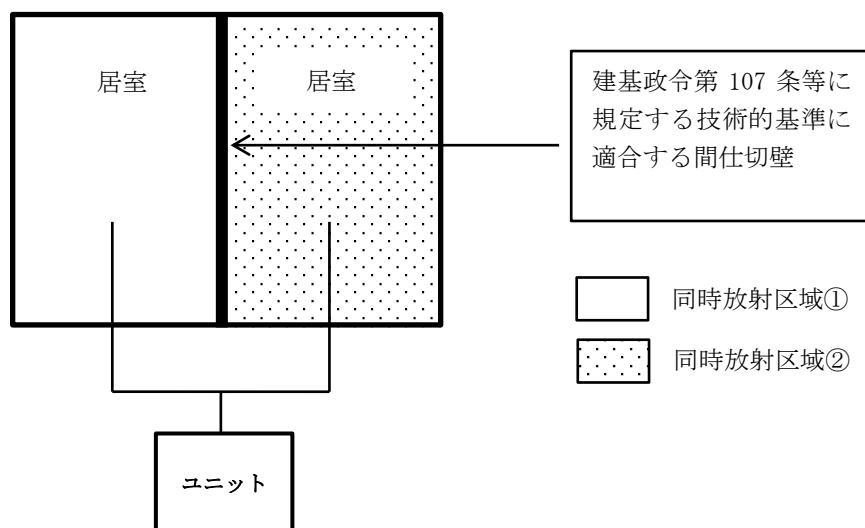 居室
居室
建基政令第 107 条等に
規定する技術的基準に
適合する間仕切壁
同時放射区域①
同時放射区域②
ユニット